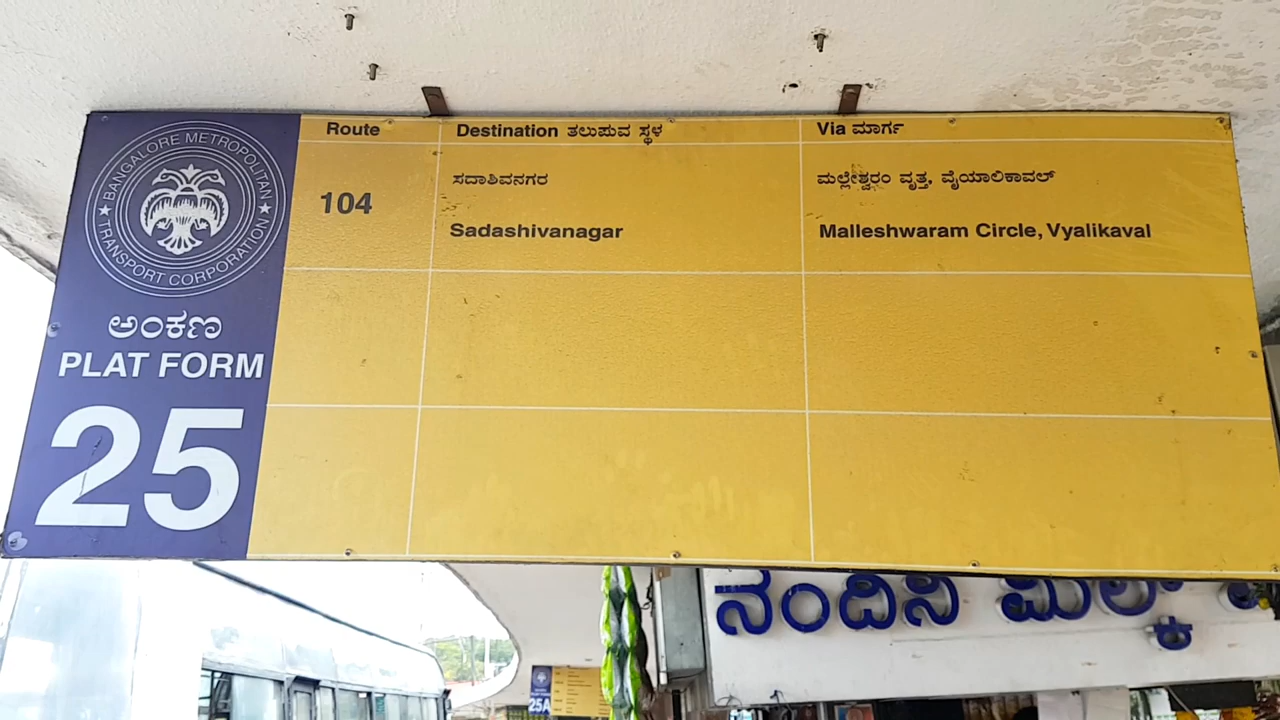 BANGALORE METROPOLITAN
TRANSPORT CORPORATION
ಅಂಕಣ
PLAT FORM
25
Route
Destination ತಲುಪುವ ಸ್ಥಳ
Via ಮಾರ್ಗ
104
ಸದಾಶಿವನಗರ
Sadashivanagar
ಮಲ್ಲೇಶ್ವರಂ ವೃತ್ತ, ವೈಯಾಲಿಕಾವಲ್
Malleshwaram Circle, Vyalikaval
ನಂದಿನಿ ಮಿಲ್ಕ್
25A